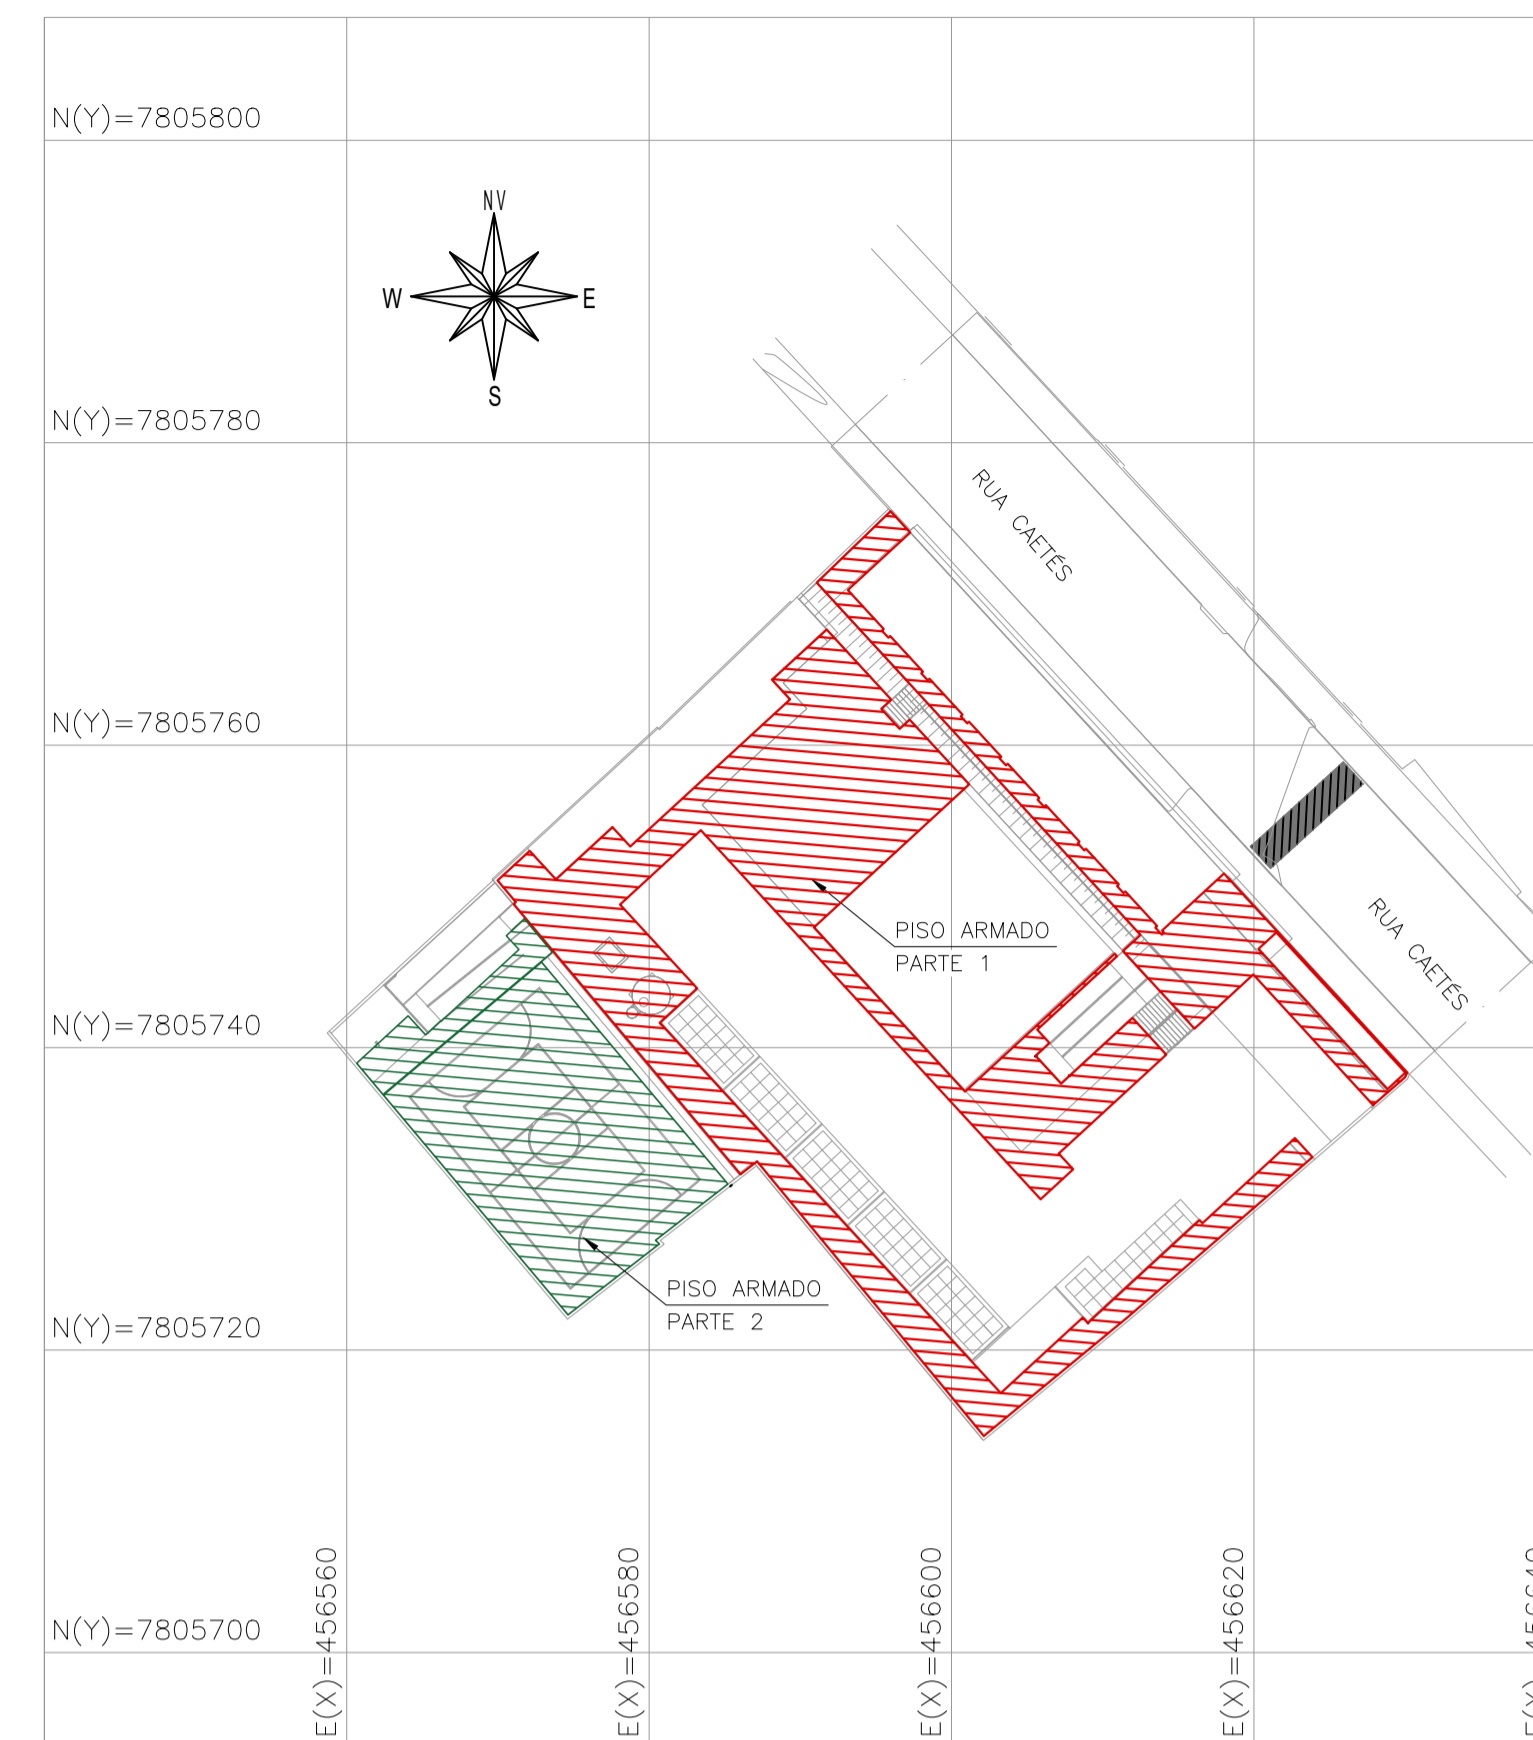 N(Y)=7805800
NV
W
E
S
N(Y)=7805780
RUA CAETÉS
N(Y)=7805760
RUA CAETÉS
PISO ARMADO
PARTE 1
N(Y)=7805740
PISO ARMADO
PARTE 2
N(Y)=7805720
N(Y)=7805700
E(X)=456560
E(X)=456580
E(X)=456600
E(X)=456620